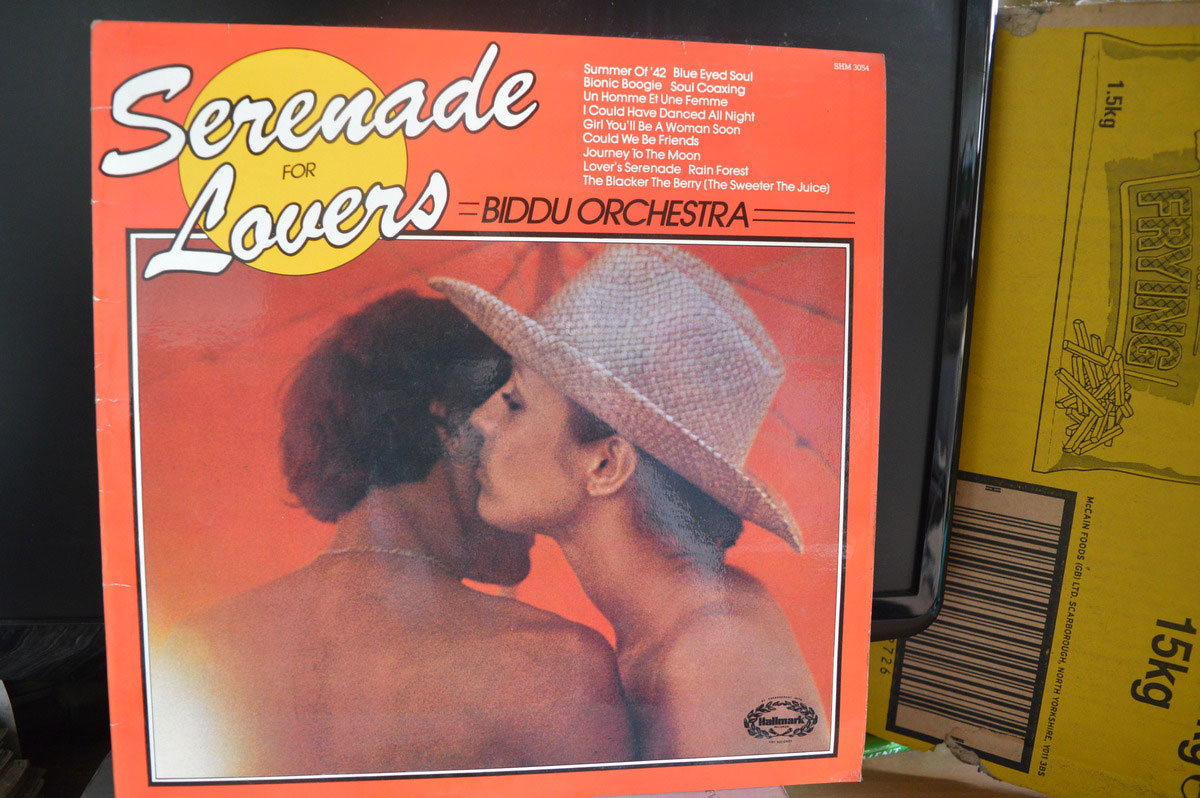 Serenade
FOR
Lovers
Summer Of '42 Blue Eyed Soul
Bionic Boogie Soul Coaxing
Un Homme Et Une Femme
I Could Have Danced All Night
Girl You'll Be A Woman Soon
Could We Be Friends
Journey To The Moon
Lover's Serenade Rain Forest
The Blacker The Berry (The Sweeter The Juice)
SHM 3054
BIDDU ORCHESTRA
Hallmark
1.5kg
FRYING
McCAIN FOODS (GB) LTD, SCARBOROUGH, NORTH YORKSHIRE, YO11 3BS
15kg